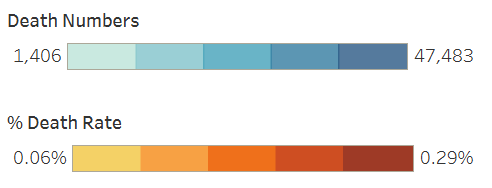 Death Numbers
1,406 47,483
% Death Rate
0.06% 0.29%